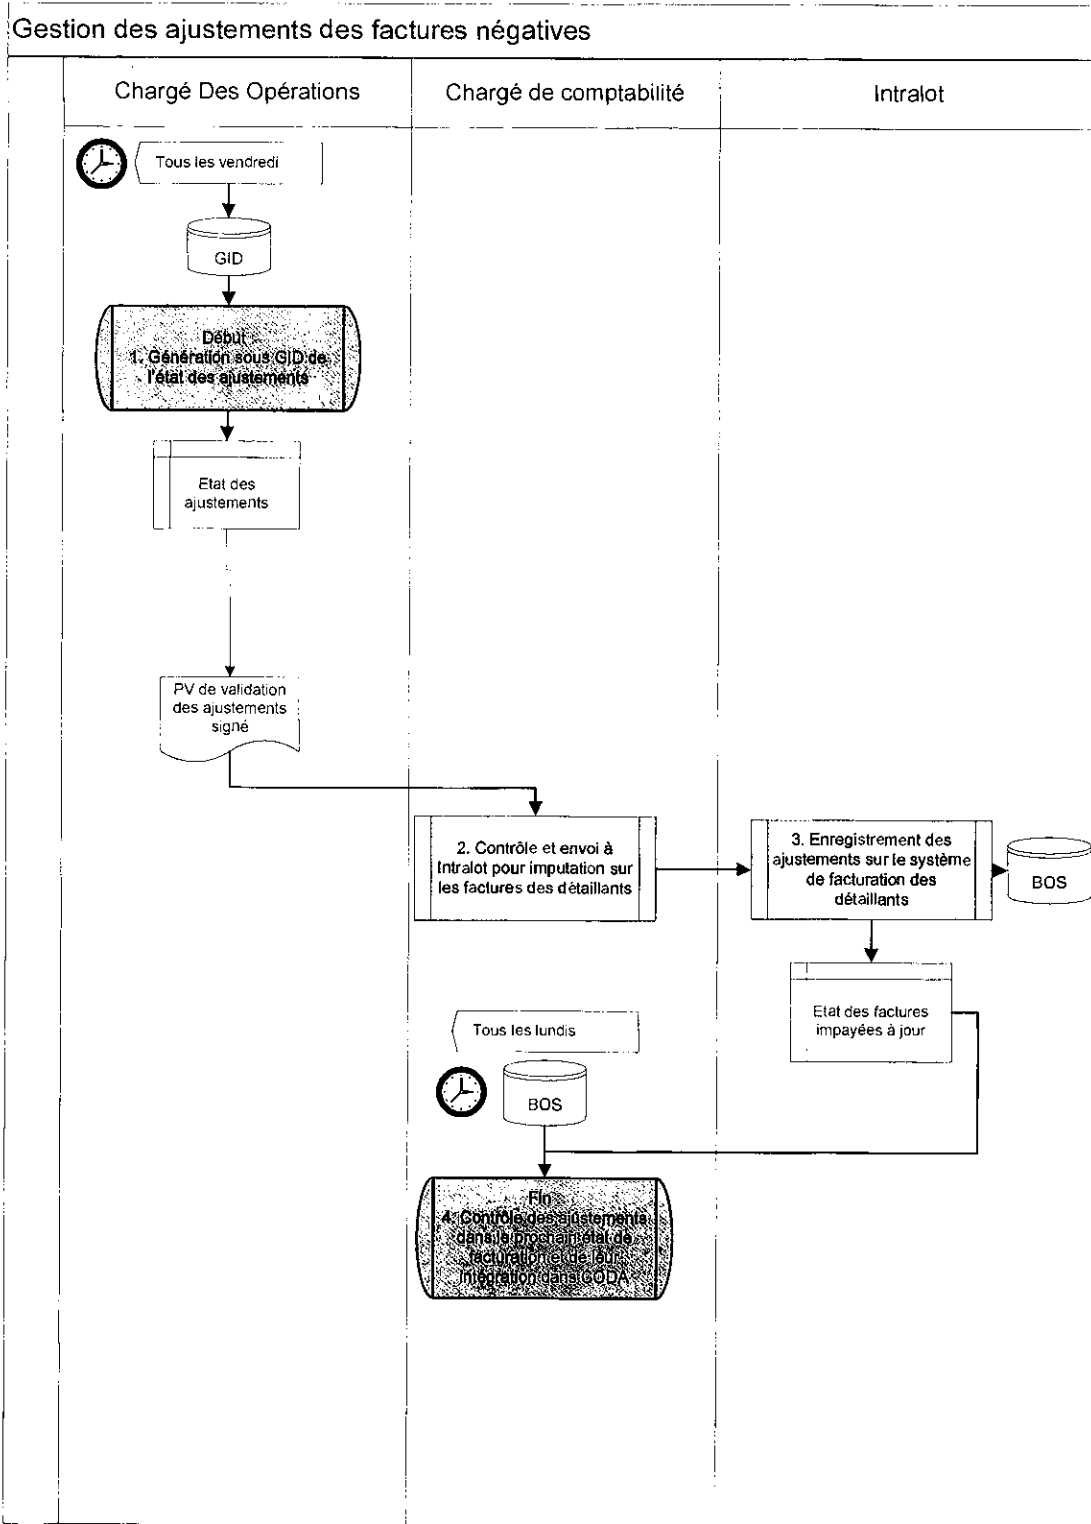 Gestion des ajustements des factures négatives
Chargé Des Opérations
Chargé de comptabilité
Intralot
Tous les vendredi
GID
Début :
1. Génération sous GID de
l'état des ajustements
Etat des
ajustements
PV de validation
des ajustements
signé
2. Contrôle et envoi à
Intralot pour imputation sur
les factures des détaillants
3. Enregistrement des
ajustements sur le système
de facturation des
détaillants
BOS
Etat des factures
impayées à jour
Tous les lundis
BOS
Fin :
4. Contrôle des ajustements
dans le prochain état de
facturation et de leur
intégration dans CODA